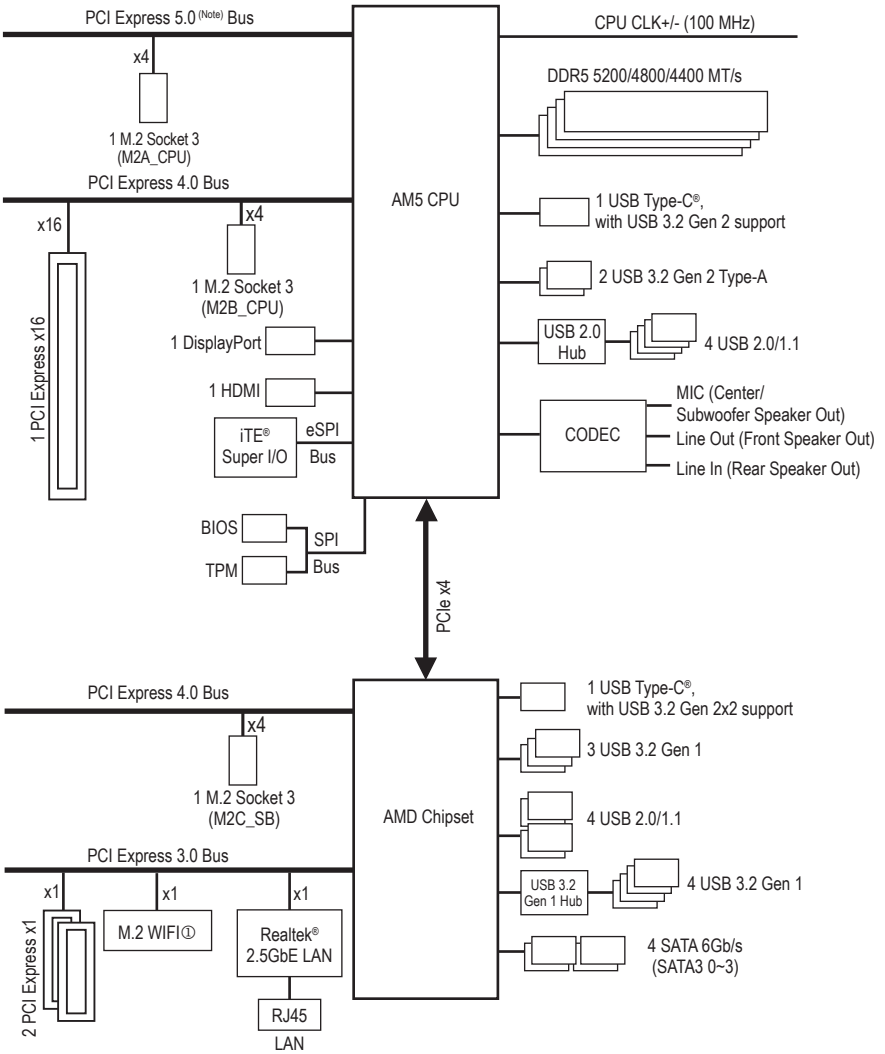 PCI Express 5.0 (Note) Bus
CPU CLK+/- (100 MHz)
x4
DDR5 5200/4800/4400 MT/s
1 M.2 Socket 3
(M2A_CPU)
PCI Express 4.0 Bus
AM5 CPU
1 USB Type-C®,
with USB 3.2 Gen 2 support
x16
x4
1 M.2 Socket 3
(M2B_CPU)
2 USB 3.2 Gen 2 Type-A
1 PCI Express x16
1 DisplayPort
USB 2.0
Hub
4 USB 2.0/1.1
1 HDMI
MIC (Center/
Subwoofer Speaker Out)
iTE®
Super I/O
eSPI
Bus
CODEC
Line Out (Front Speaker Out)
Line In (Rear Speaker Out)
BIOS
TPM
SPI
Bus
PCIe x4
PCI Express 4.0 Bus
1 USB Type-C®,
with USB 3.2 Gen 2x2 support
x4
3 USB 3.2 Gen 1
1 M.2 Socket 3
(M2C_SB)
AMD Chipset
4 USB 2.0/1.1
PCI Express 3.0 Bus
x1
x1
x1
USB 3.2
Gen 1 Hub
4 USB 3.2 Gen 1
2 PCI Express x1
M.2 WIFI①
Realtek®
2.5GbE LAN
4 SATA 6Gb/s
(SATA3 0~3)
RJ45
LAN